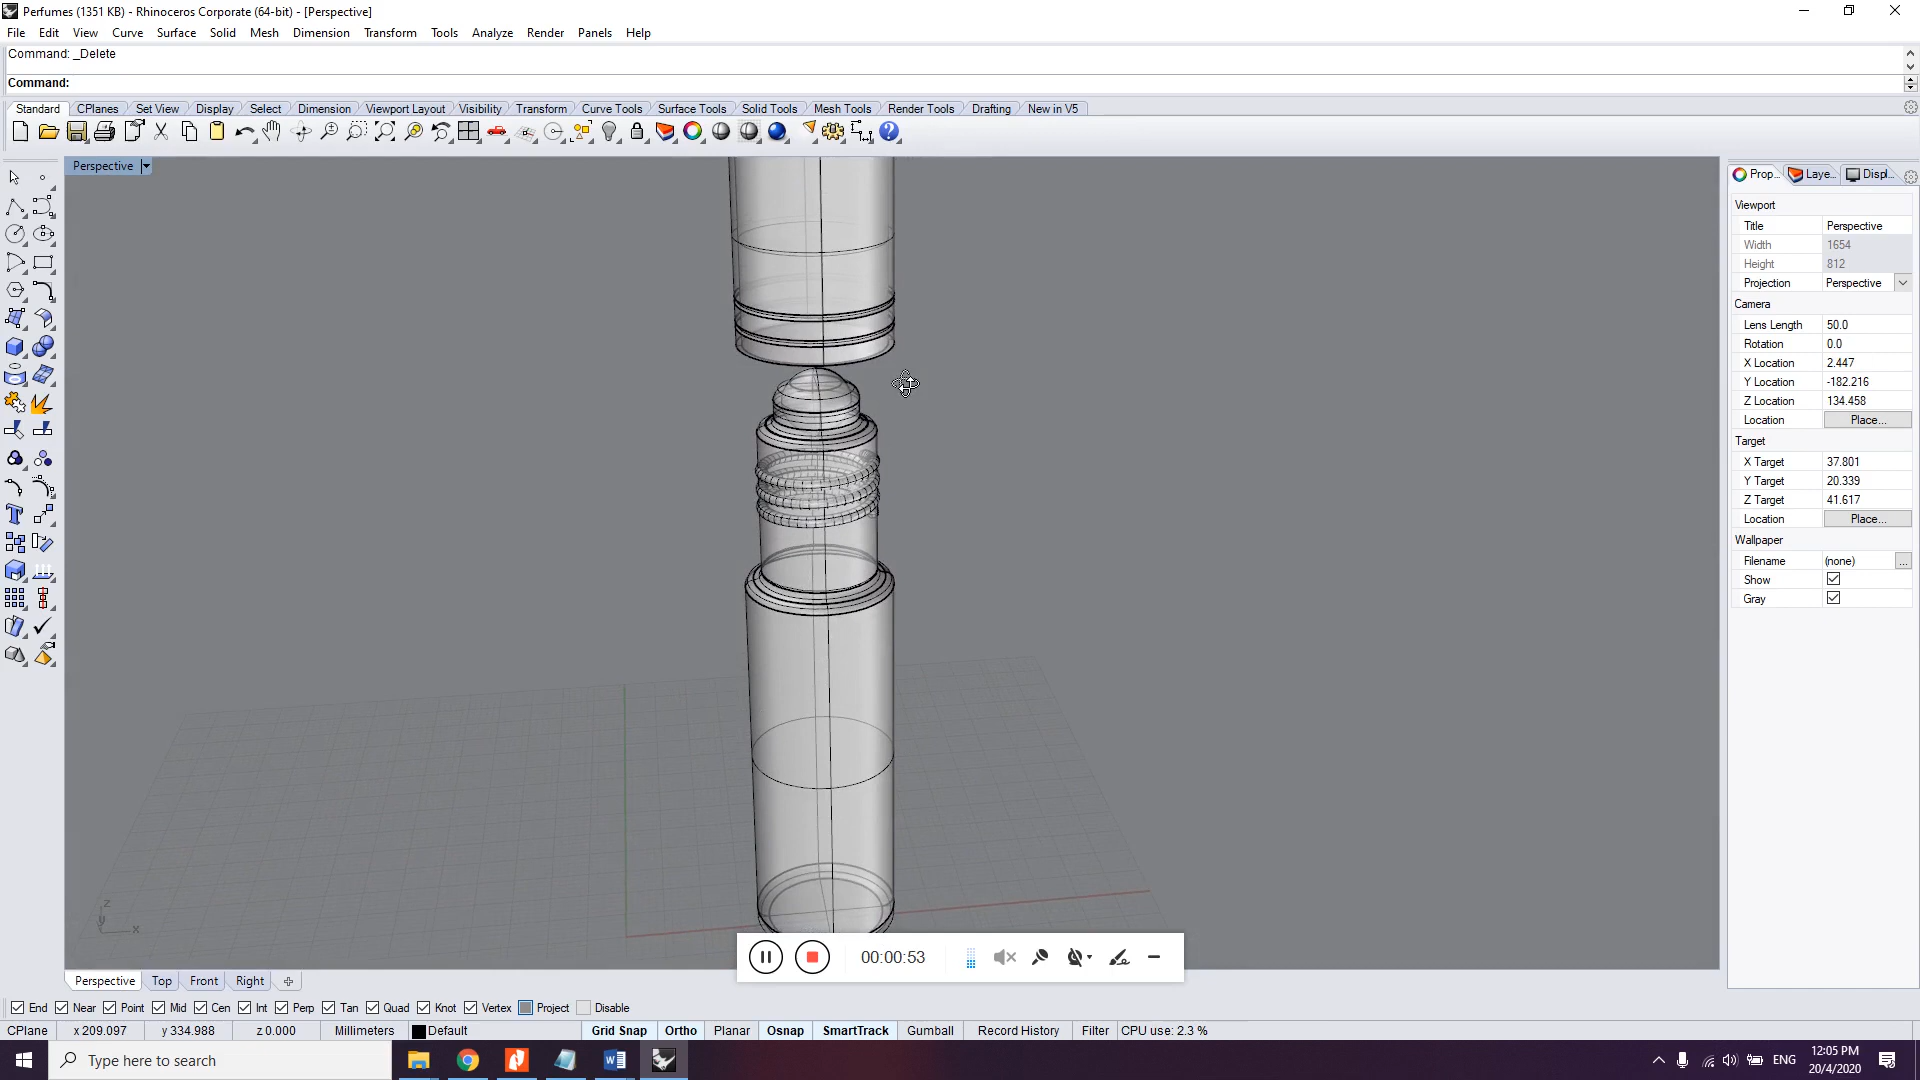 Perfumes (1351 KB) - Rhinoceros Corporate (64-bit) - [Perspective]
File Edit View Curve Surface Solid Mesh Dimension Transform Tools Analyze Render Panels Help
Command: _Delete
Command:
Standard CPlanes Set View Display Select Dimension Viewport Layout Visibility Transform Curve Tools Surface Tools Solid Tools Mesh Tools Render Tools Drafting New in V5
Perspective
Prop... Laye... Displ...
Viewport
Title Perspective
Width 1654
Height 812
Projection Perspective
Camera
Lens Length 50.0
Rotation 0.0
X Location 2.447
Y Location -182.216
Z Location 134.458
Location Place...
Target
X Target 37.801
Y Target 20.339
Z Target 41.617
Location Place...
Wallpaper
Filename (none) ...
Show
Gray
z
y
x
00:00:53
Perspective Top Front Right
End Near Point Mid Cen Int Perp Tan Quad Knot Vertex Project Disable
CPlane x 209.097 y 334.988 z 0.000 Millimeters Default Grid Snap Ortho Planar Osnap SmartTrack Gumball Record History Filter CPU use: 2.3 %
Type here to search
ENG
12:05 PM
20/4/2020